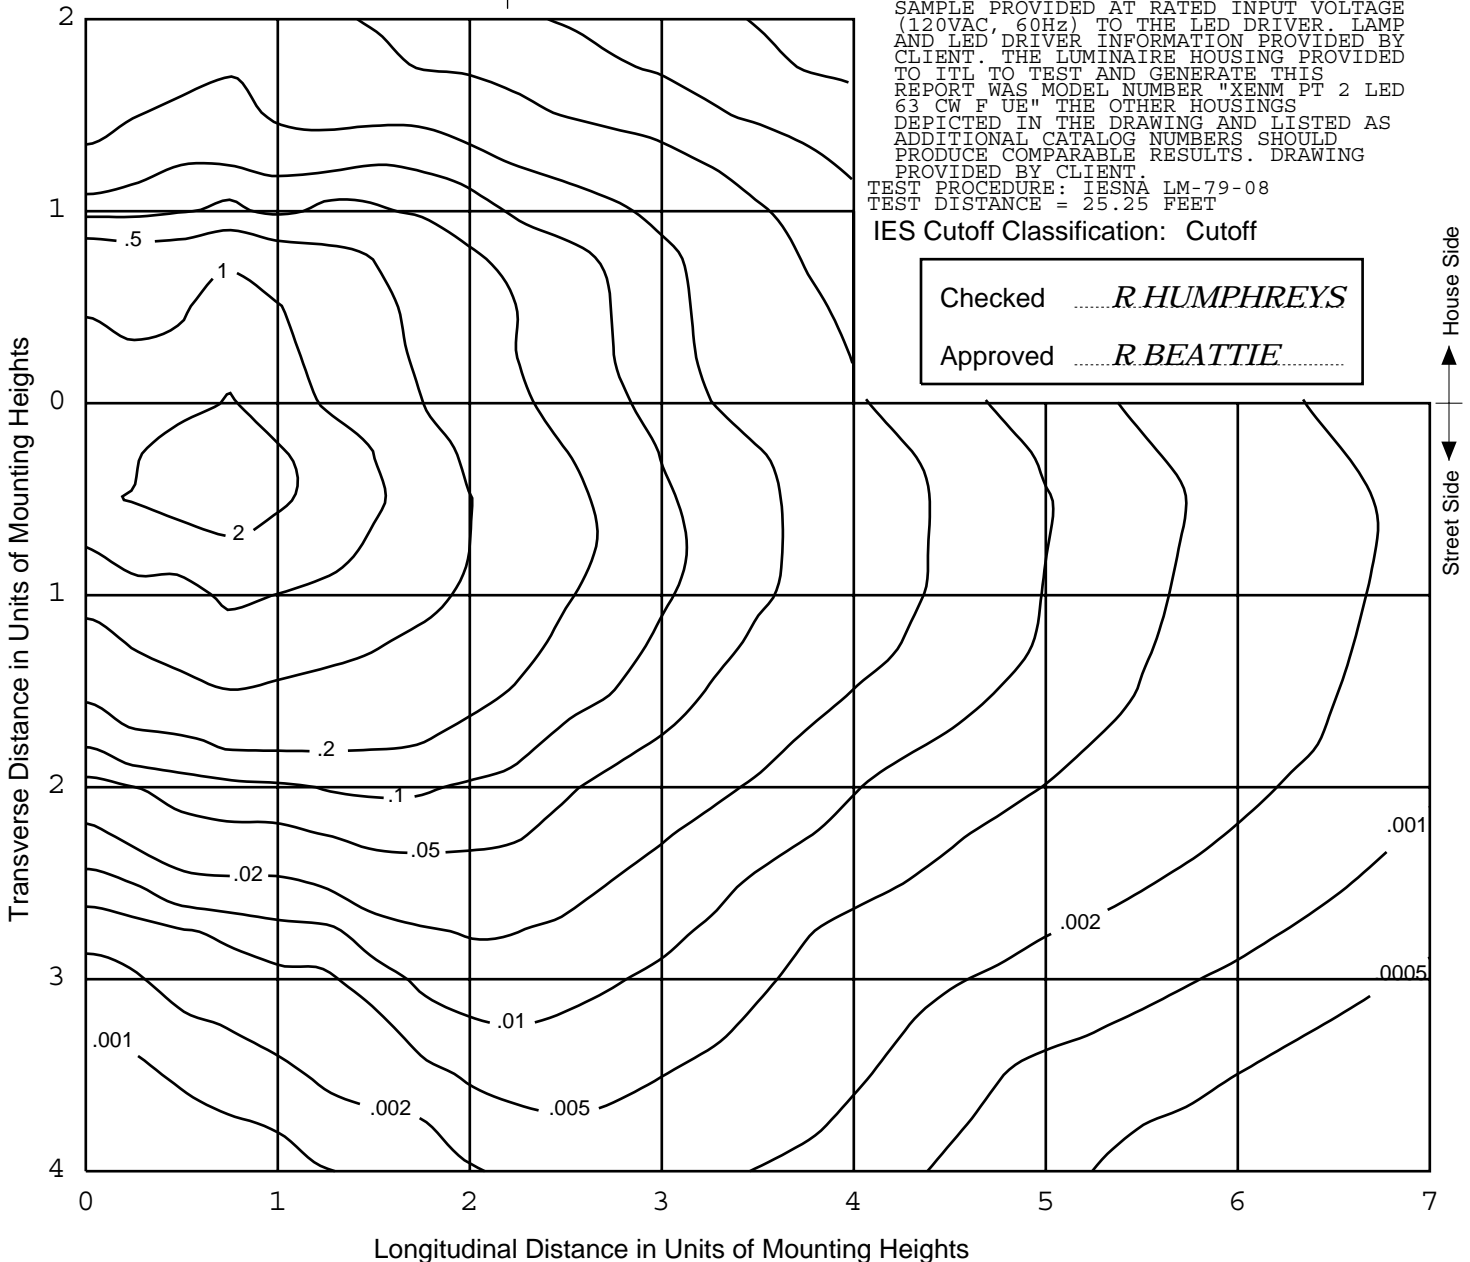 SAMPLE PROVIDED AT RATED INPUT VOLTAGE
(120VAC, 60Hz) TO THE LED DRIVER. LAMP
AND LED DRIVER INFORMATION PROVIDED BY
CLIENT. THE LUMINAIRE HOUSING PROVIDED
TO ITL TO TEST AND GENERATE THIS
REPORT WAS MODEL NUMBER "XENM PT 2 LED
63 CW F UE" THE OTHER HOUSINGS
DEPICTED IN THE DRAWING AND LISTED AS
ADDITIONAL CATALOG NUMBERS SHOULD
PRODUCE COMPARABLE RESULTS. DRAWING
PROVIDED BY CLIENT.
TEST PROCEDURE: IESNA LM-79-08
TEST DISTANCE = 25.25 FEET
IES Cutoff Classification: Cutoff
Checked R HUMPHREYS
Approved R BEATTIE
House Side
Street Side
Transverse Distance in Units of Mounting Heights
2
1
0
1
2
3
4
.5
1
2
.2
.1
.05
.02
.01
.005
.002
.001
.001
.002
0005
0 1 2 3 4 5 6 7
Longitudinal Distance in Units of Mounting Heights